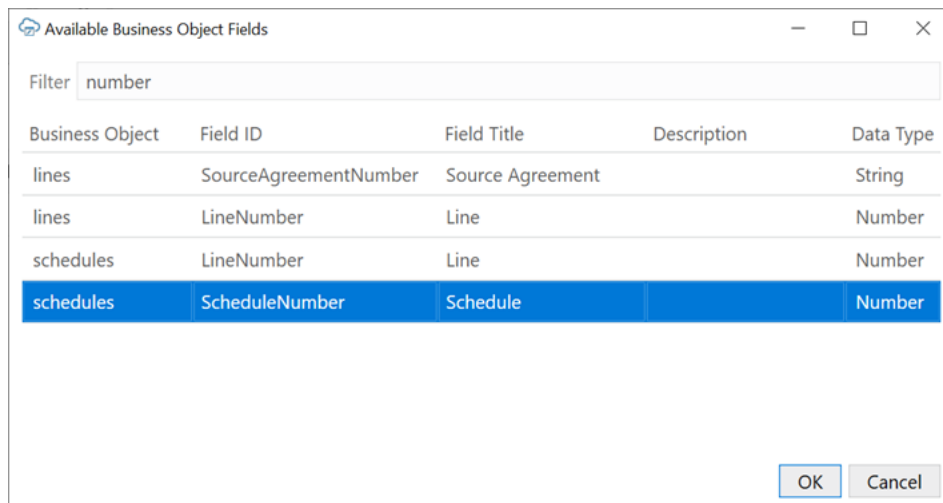 Available Business Object Fields
Filter number
Business Object Field ID Field Title Description Data Type
lines SourceAgreementNumber Source Agreement String
lines LineNumber Line Number
schedules LineNumber Line Number
schedules ScheduleNumber Schedule Number
OK Cancel